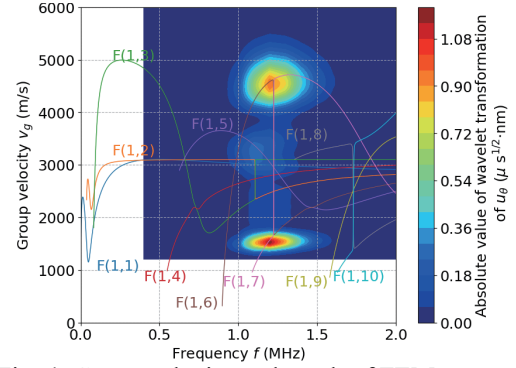 6000
5000
4000
3000
2000
1000
0
Group velocity v_g (m/s)
0.0 0.5 1.0 1.5 2.0
Frequency f (MHz)
F(1,3)
F(1,2)
F(1,5)
F(1,8)
F(1,1)
F(1,4)
F(1,6)
F(1,7)
F(1,9)
F(1,10)
1.08
0.90
0.72
0.54
0.36
0.18
0.00
Absolute value of wavelet transformation
of u_θ (μ s^1/2·nm)